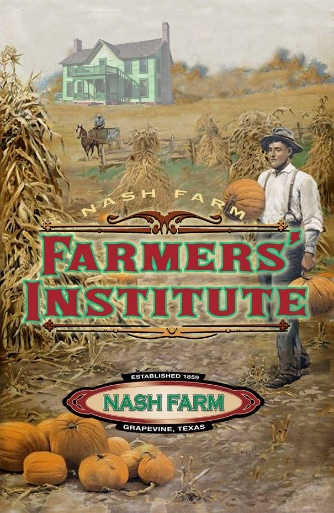 NASH FARM
FARMERS'
INSTITUTE
ESTABLISHED 1859
NASH FARM
GRAPEVINE, TEXAS